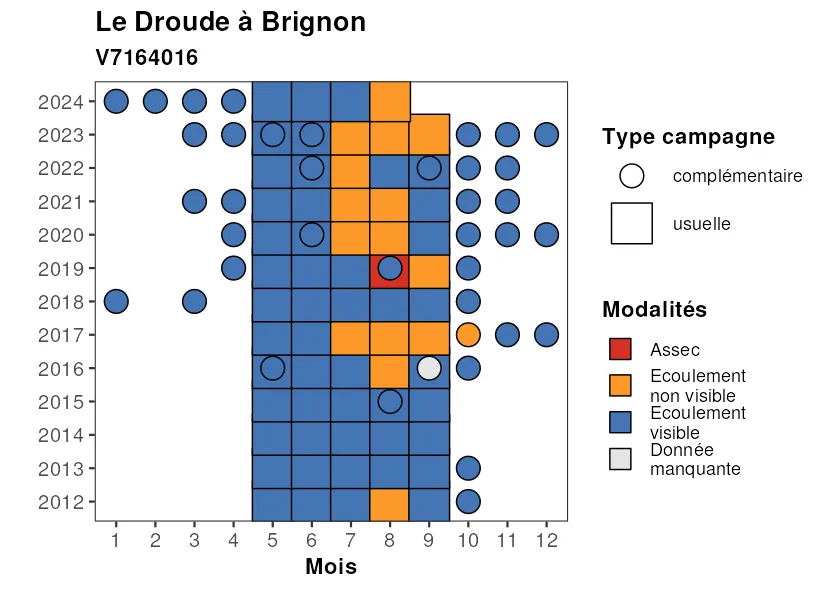 Le Droude à Brignon
V7164016
2024
2023
2022
2021
2020
2019
2018
2017
2016
2015
2014
2013
2012
1 2 3 4 5 6 7 8 9 10 11 12
Mois
Type campagne
complémentaire
usuelle
Modalités
Assec
Ecoulement
non visible
Ecoulement
visible
Donnée
manquante